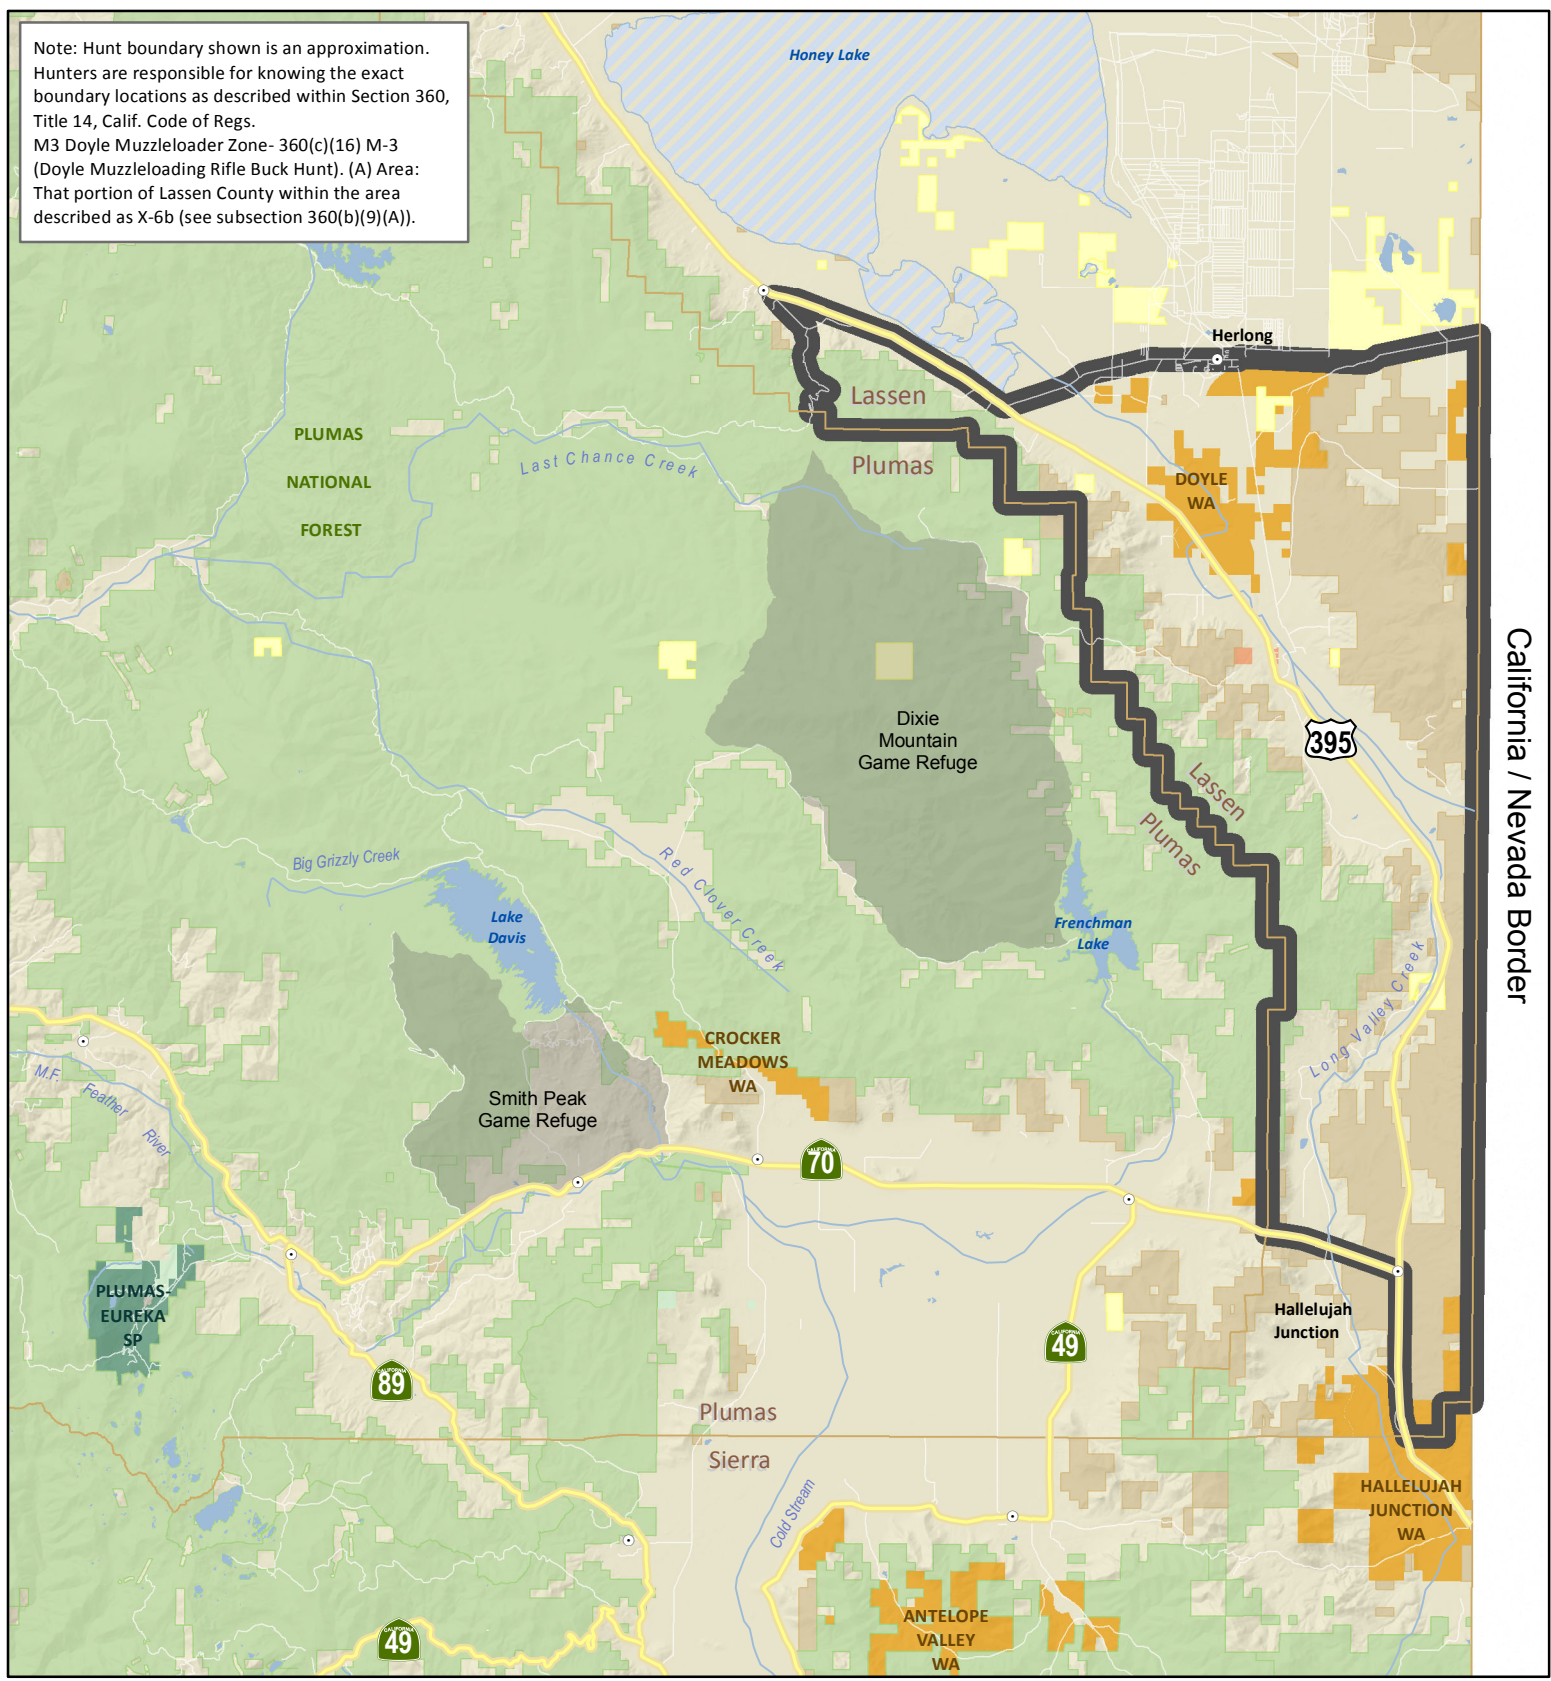 Note: Hunt boundary shown is an approximation.
Hunters are responsible for knowing the exact
boundary locations as described within Section 360,
Title 14, Calif. Code of Regs.
M3 Doyle Muzzleloader Zone- 360(c)(16) M-3
(Doyle Muzzleloading Rifle Buck Hunt). (A) Area:
That portion of Lassen County within the area
described as X-6b (see subsection 360(b)(9)(A)).
Honey Lake
Herlong
Lassen
Plumas
PLUMAS
NATIONAL
FOREST
Last Chance Creek
DOYLE
WA
California / Nevada Border
Dixie
Mountain
Game Refuge
395
Lassen
Plumas
Big Grizzly Creek
Red Clover Creek
Lake
Davis
Frenchman
Lake
Long Valley Creek
CROCKER
MEADOWS
WA
M.F. Feather River
Smith Peak
Game Refuge
CALIFORNIA
70
PLUMAS-
EUREKA
SP
Hallelujah
Junction
CALIFORNIA
49
CALIFORNIA
89
Plumas
Sierra
Cold Stream
HALLELUJAH
JUNCTION
WA
ANTELOPE
VALLEY
WA
CALIFORNIA
49